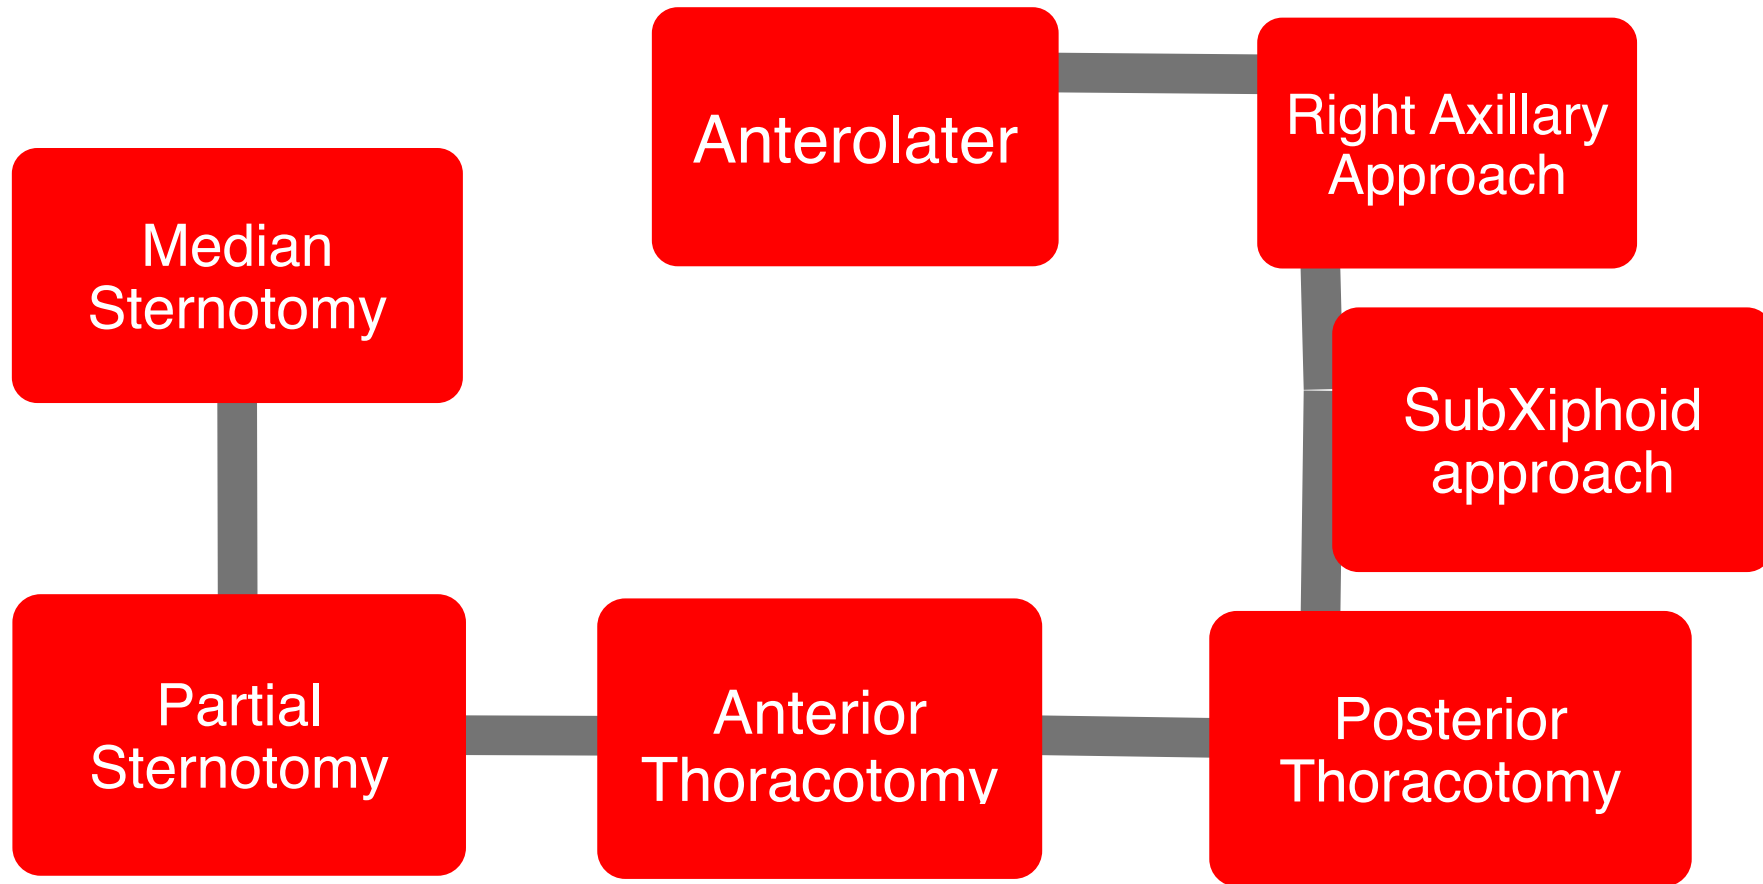 Median
Sternotomy
Partial
Sternotomy
Anterior
Thoracotomy
Posterior
Thoracotomy
SubXiphoid
approach
Right Axillary
Approach
Anterolater